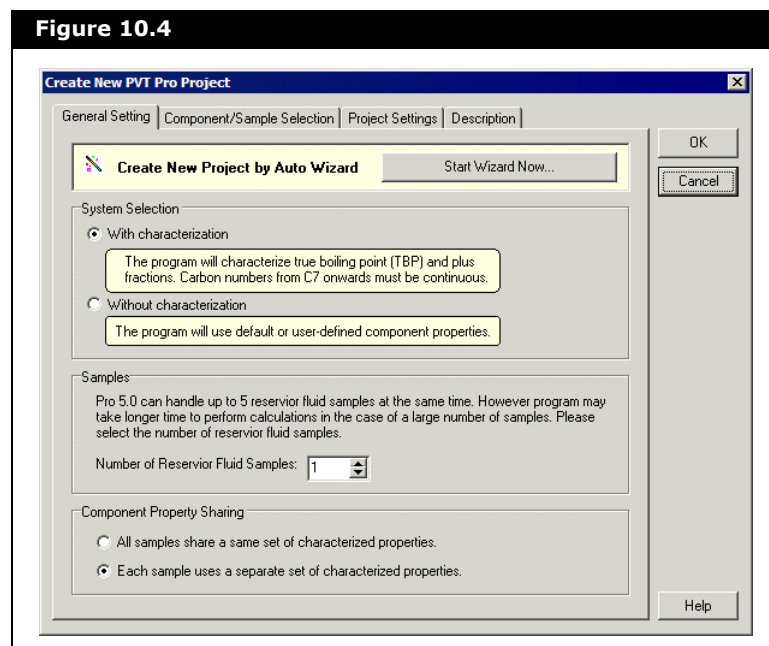 Figure 10.4
Create New PVT Pro Project
General Setting
Component/Sample Selection
Project Settings
Description
OK
Cancel
Create New Project by Auto Wizard
Start Wizard Now...
System Selection
With characterization
The program will characterize true boiling point (TBP) and plus
fractions. Carbon numbers from C7 onwards must be continuous.
Without characterization
The program will use default or user-defined component properties.
Samples
Pro 5.0 can handle up to 5 reservior fluid samples at the same time. However program may
take longer time to perform calculations in the case of a large number of samples. Please
select the number of reservior fluid samples.
Number of Reservior Fluid Samples: 1
Component Property Sharing
All samples share a same set of characterized properties.
Each sample uses a separate set of characterized properties.
Help